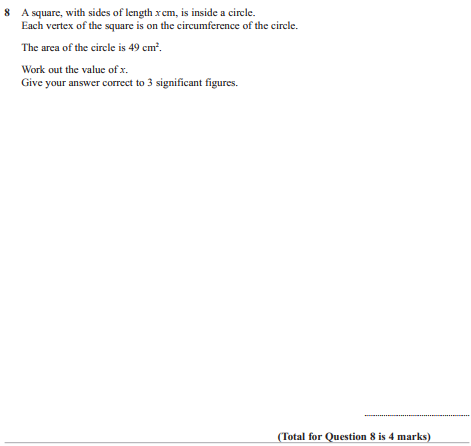 8 A square, with sides of length x cm, is inside a circle.
Each vertex of the square is on the circumference of the circle.
The area of the circle is 49 cm².
Work out the value of x.
Give your answer correct to 3 significant figures.
(Total for Question 8 is 4 marks)